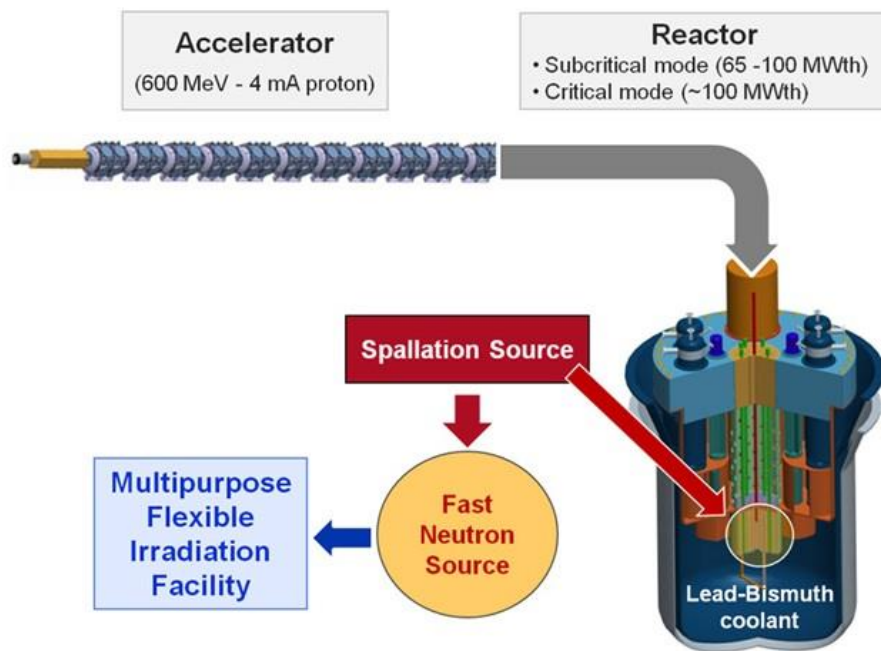 Accelerator
(600 MeV - 4 mA proton)
Reactor
• Subcritical mode (65 -100 MWth)
• Critical mode (~100 MWth)
Spallation Source
Fast
Neutron
Source
Multipurpose
Flexible
Irradiation
Facility
Lead-Bismuth
coolant